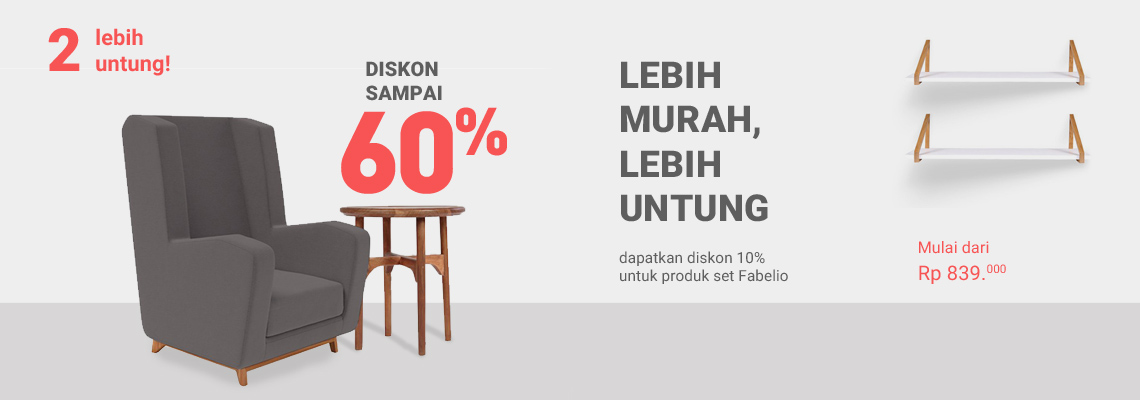 2 lebih
untung!
DISKON
SAMPAI
60%
LEBIH
MURAH,
LEBIH
UNTUNG
dapatkan diskon 10%
untuk produk set Fabelio
Mulai dari
Rp 839.000